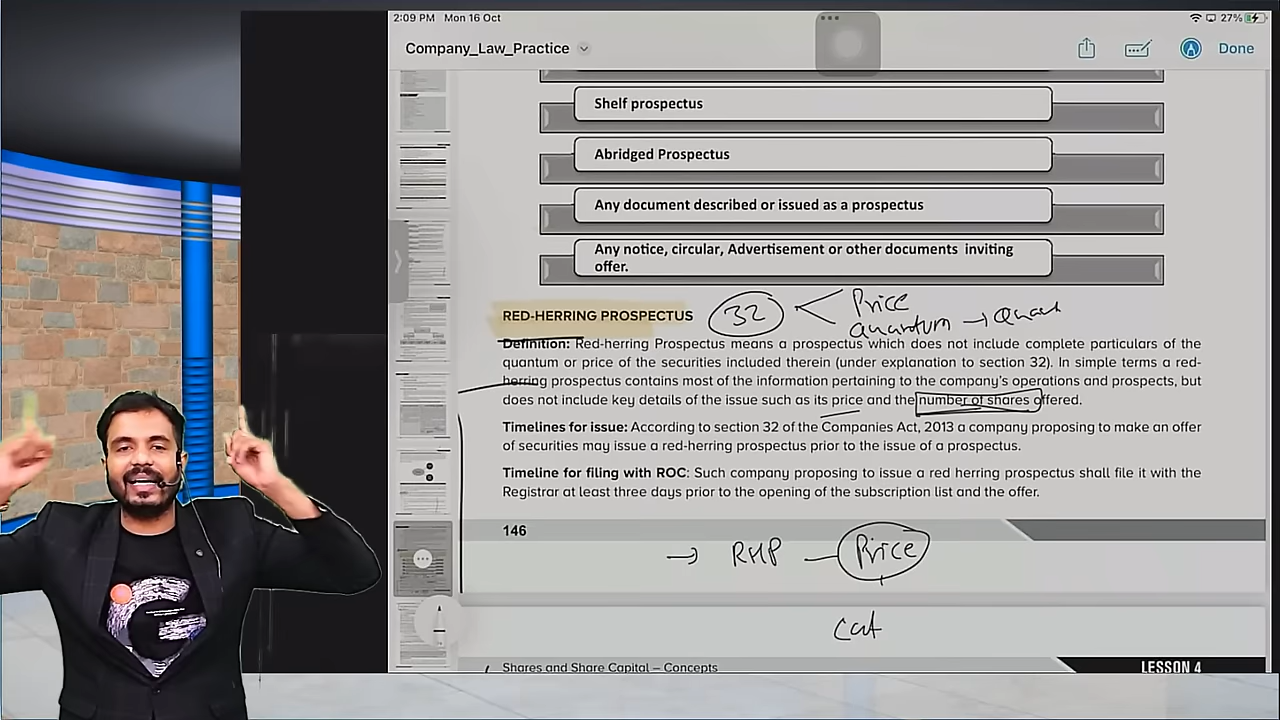 2:09 PM Mon 16 Oct
27%
Company_Law_Practice
Done
Shelf prospectus
Abridged Prospectus
Any document described or issued as a prospectus
Any notice, circular, Advertisement or other documents inviting
offer.
RED-HERRING PROSPECTUS
32
Price
Quantum →
Definition: Red-herring Prospectus means a prospectus which does not include complete particulars of the
quantum or price of the securities included therein (under explanation to section 32). In simple terms a red-
herring prospectus contains most of the information pertaining to the company's operations and prospects, but
does not include key details of the issue such as its price and the number of shares offered.
Timelines for issue: According to section 32 of the Companies Act, 2013 a company proposing to make an offer
of securities may issue a red-herring prospectus prior to the issue of a prospectus.
Timeline for filing with ROC: Such company proposing to issue a red herring prospectus shall file it with the
Registrar at least three days prior to the opening of the subscription list and the offer.
146
→ RHP — Price
Cat
Shares and Share Capital – Concepts
LESSON 4